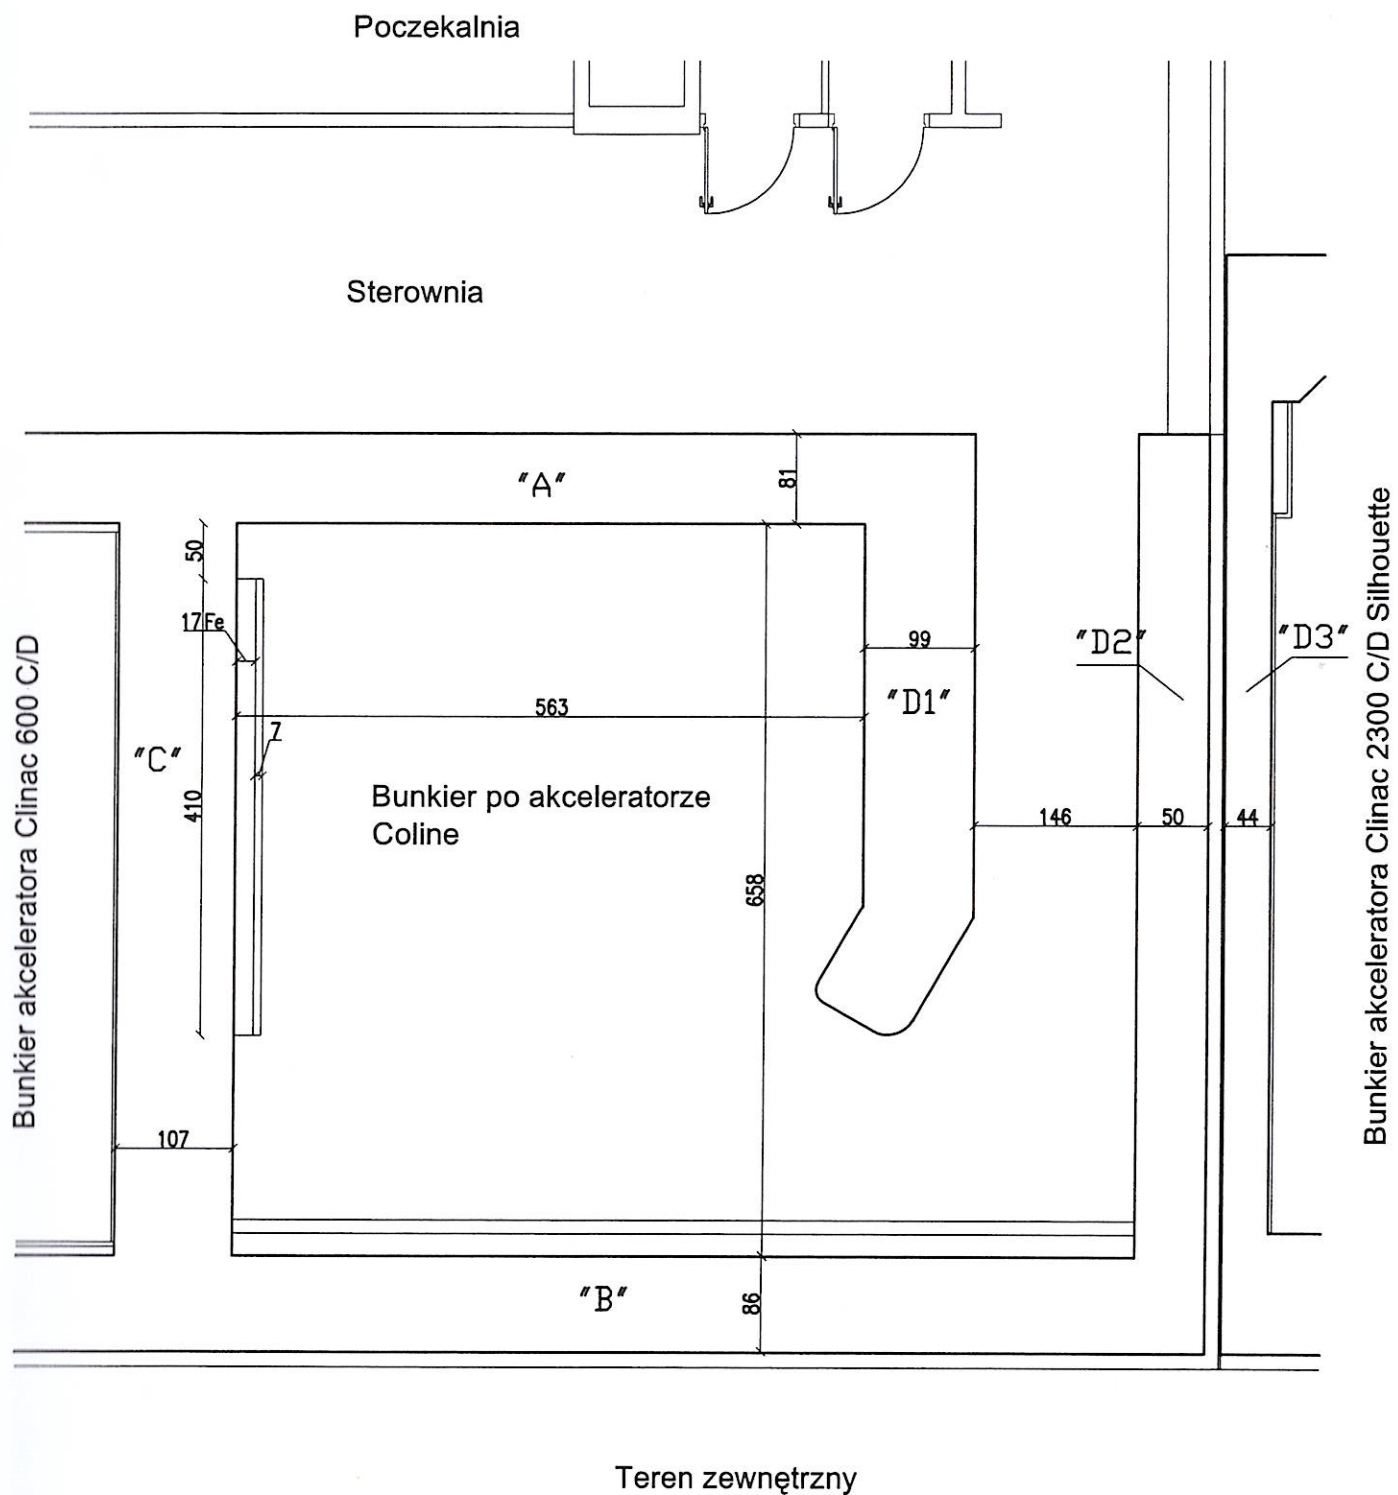 Poczekalnia
Sterownia
"A"
81
50
17Fe
99
"D2"
"D3"
"D1"
563
7
"C"
410
Bunkier po akceleratorze
Coline
146
50
44
658
107
"B"
86
Bunkier akceleratora Clinac 600 C/D
Bunkier akceleratora Clinac 2300 C/D Silhouette
Teren zewnętrzny